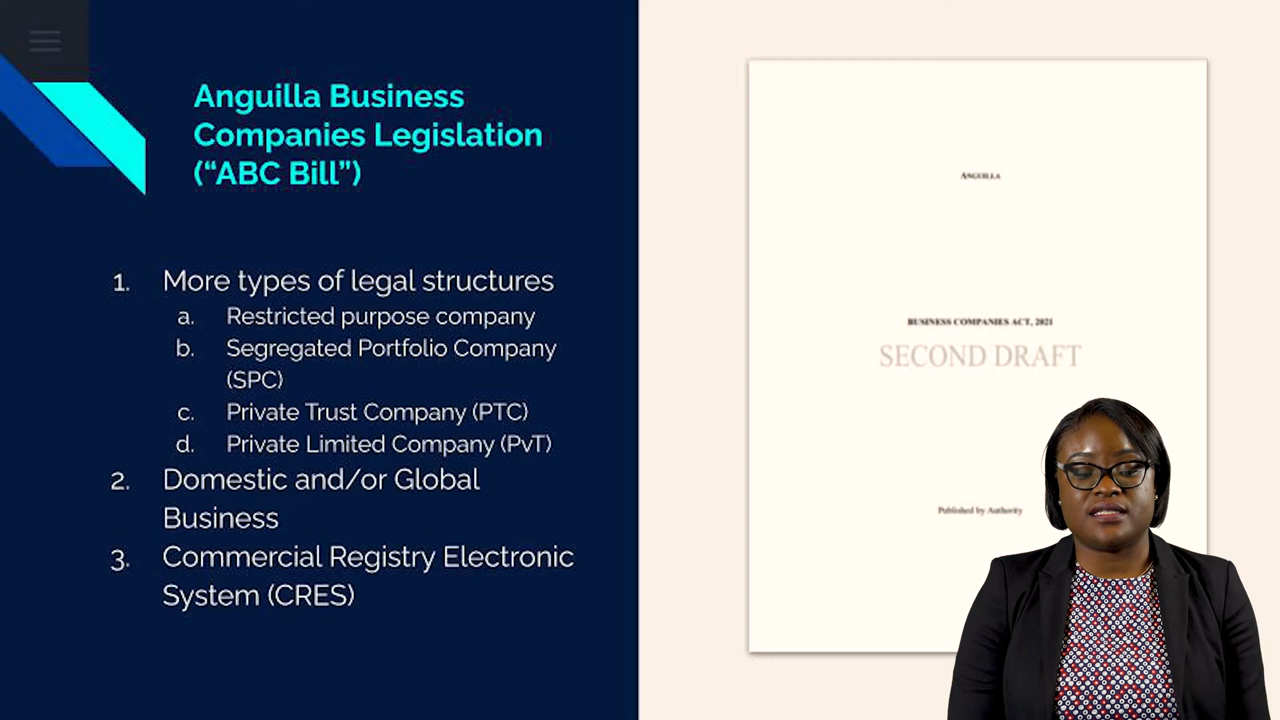 Anguilla Business
Companies Legislation
(“ABC Bill”)
1. More types of legal structures
a. Restricted purpose company
b. Segregated Portfolio Company
(SPC)
c. Private Trust Company (PTC)
d. Private Limited Company (PvT)
2. Domestic and/or Global
Business
3. Commercial Registry Electronic
System (CRES)
ANGUILLA
BUSINESS COMPANIES ACT, 2021
SECOND DRAFT
Published by Authority